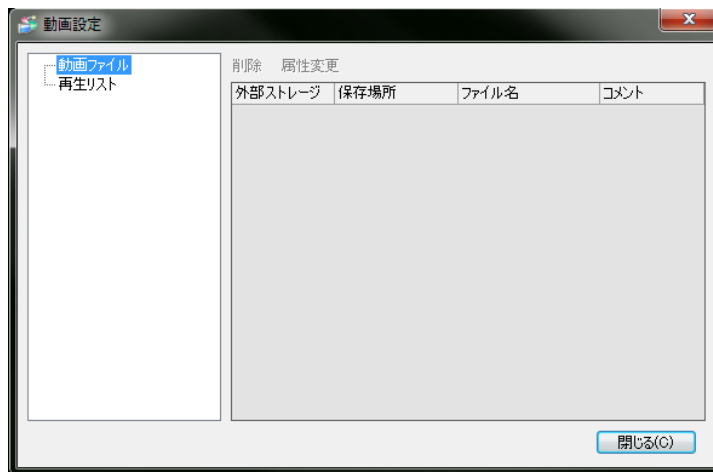 動画設定
動画ファイル
再生リスト
削除 属性変更
外部ストレージ 保存場所 ファイル名 コメント
閉じる(C)